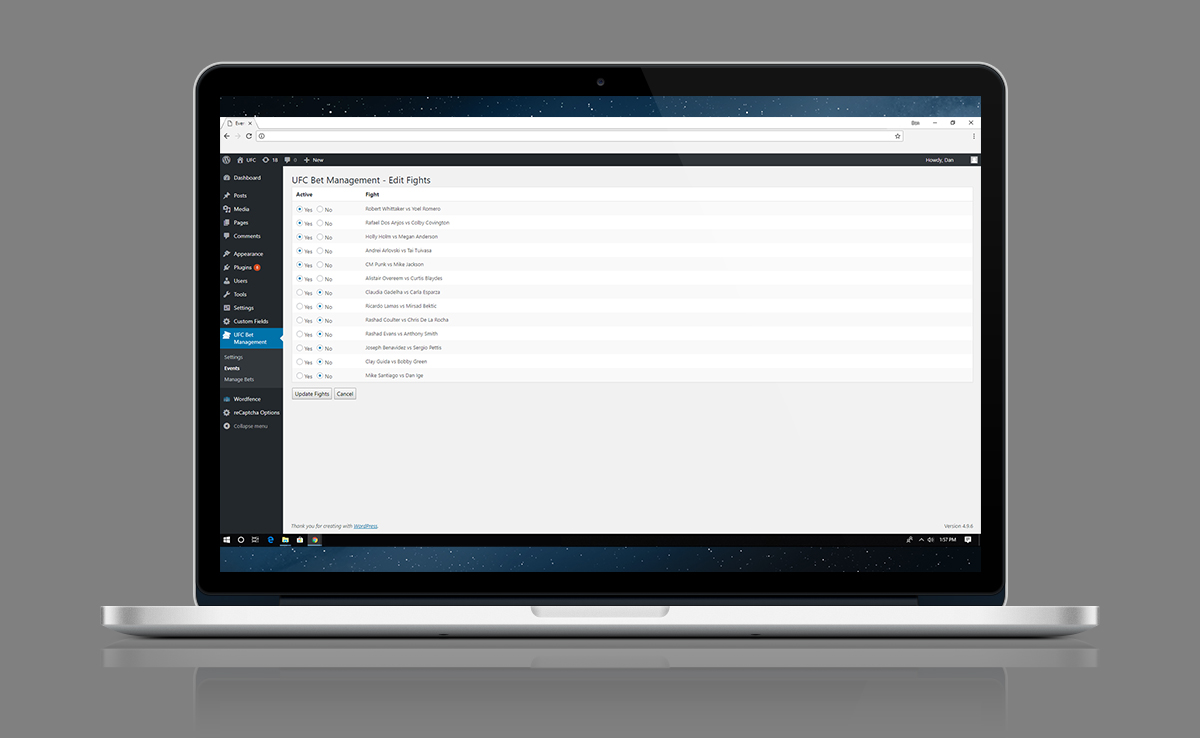 Eve
Dan
UFC 18 0 New
Howdy, Dan
Dashboard
Posts
Media
Pages
Comments
Appearance
Plugins 1
Users
Tools
Settings
Custom Fields
UFC Bet
Management
Settings
Events
Manage Bets
Wordfence
reCaptcha Options
Collapse menu
UFC Bet Management - Edit Fights
Active Fight
Yes No Robert Whittaker vs Yoel Romero
Yes No Rafael Dos Anjos vs Colby Covington
Yes No Holly Holm vs Megan Anderson
Yes No Andrei Arlovski vs Tai Tuivasa
Yes No CM Punk vs Mike Jackson
Yes No Alistair Overeem vs Curtis Blaydes
Yes No Claudia Gadelha vs Carla Esparza
Yes No Ricardo Lamas vs Mirsad Bektic
Yes No Rashad Coulter vs Chris De La Rocha
Yes No Rashad Evans vs Anthony Smith
Yes No Joseph Benavidez vs Sergio Pettis
Yes No Clay Guida vs Bobby Green
Yes No Mike Santiago vs Dan Ige
Update Fights Cancel
Thank you for creating with WordPress.
Version 4.9.6
1:57 PM